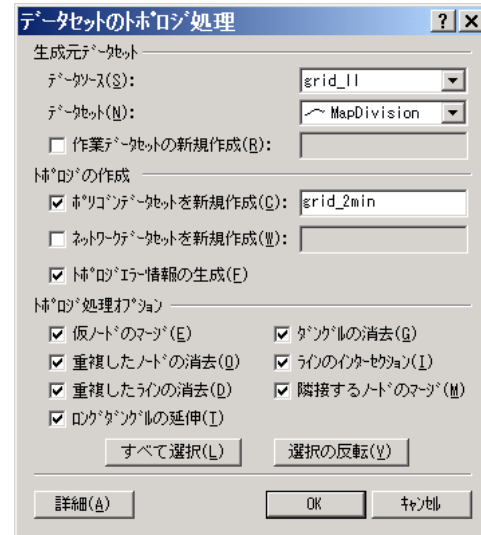 ﾃﾞｰﾀｾｯﾄのﾄﾎﾟﾛｼﾞ処理 ? ×
生成元ﾃﾞｰﾀｾｯﾄ
ﾃﾞｰﾀｿｰｽ(S): grid_ll
ﾃﾞｰﾀｾｯﾄ(N): MapDivision
作業ﾃﾞｰﾀｾｯﾄの新規作成(R):
ﾄﾎﾟﾛｼﾞの作成
ﾎﾟﾘｺﾞﾝﾃﾞｰﾀｾｯﾄを新規作成(C): grid_2min
ﾈｯﾄﾜｰｸﾃﾞｰﾀｾｯﾄを新規作成(W):
ﾄﾎﾟﾛｼﾞｴﾗｰ情報の生成(F)
ﾄﾎﾟﾛｼﾞ処理ｵﾌﾟｼｮﾝ
仮ﾉｰﾄﾞのﾏｰｼﾞ(E) ﾀﾞﾝｸﾞﾙの消去(G)
重複したﾉｰﾄﾞの消去(O) ﾗｲﾝのｲﾝﾀｰｾｸｼｮﾝ(I)
重複したﾗｲﾝの消去(D) 隣接するﾉｰﾄﾞのﾏｰｼﾞ(M)
ﾛﾝｸﾞﾀﾞﾝｸﾞﾙの延伸(T)
すべて選択(L) 選択の反転(V)
詳細(A) OK ｷｬﾝｾﾙ